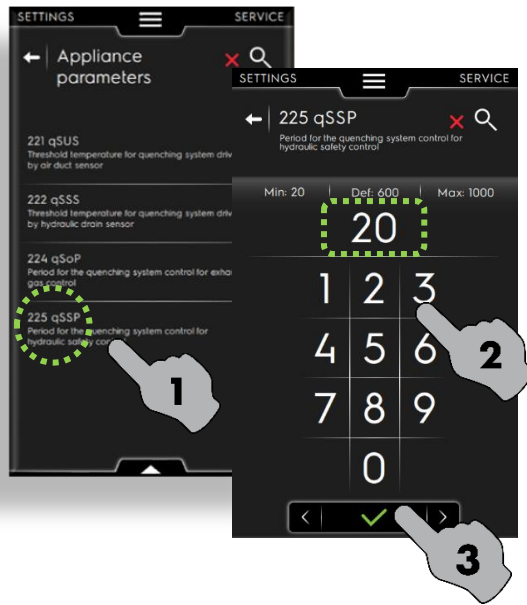 SETTINGS SERVICE
Appliance
parameters
221 qSUS
Threshold temperature for quenching system driv
by air duct sensor
222 qSSS
Threshold temperature for quenching system driv
by hydraulic drain sensor
224 qSoP
Period for the quenching system control for exhau
gas control
225 qSSP
Period for the quenching system control for
hydraulic safety con
1
SETTINGS SERVICE
225 qSSP
Period for the quenching system control for
hydraulic safety control
Min: 20 Def: 600 Max: 1000
20
1 2 3
4 5 6
7 8 9
0
2
3